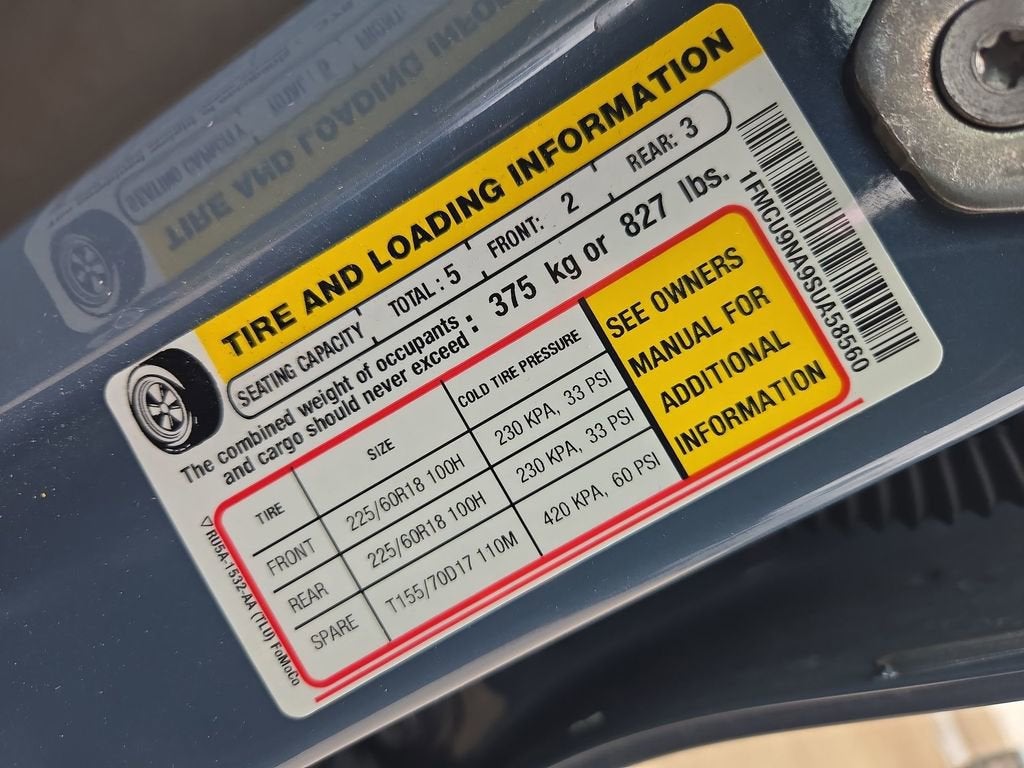 TIRE AND LOADING INFORMATION
SEATING CAPACITY TOTAL : 5 FRONT: 2 REAR: 3
The combined weight of occupants
and cargo should never exceed : 375 kg or 827 lbs.
TIRE SIZE COLD TIRE PRESSURE
FRONT 225/60R18 100H 230 KPA, 33 PSI
REAR 225/60R18 100H 230 KPA, 33 PSI
SPARE T155/70D17 110M 420 KPA, 60 PSI
SEE OWNERS
MANUAL FOR
ADDITIONAL
INFORMATION
1FMCU9NA9SUA58560
RU5A-1532-AA (TLU) FoMoCo